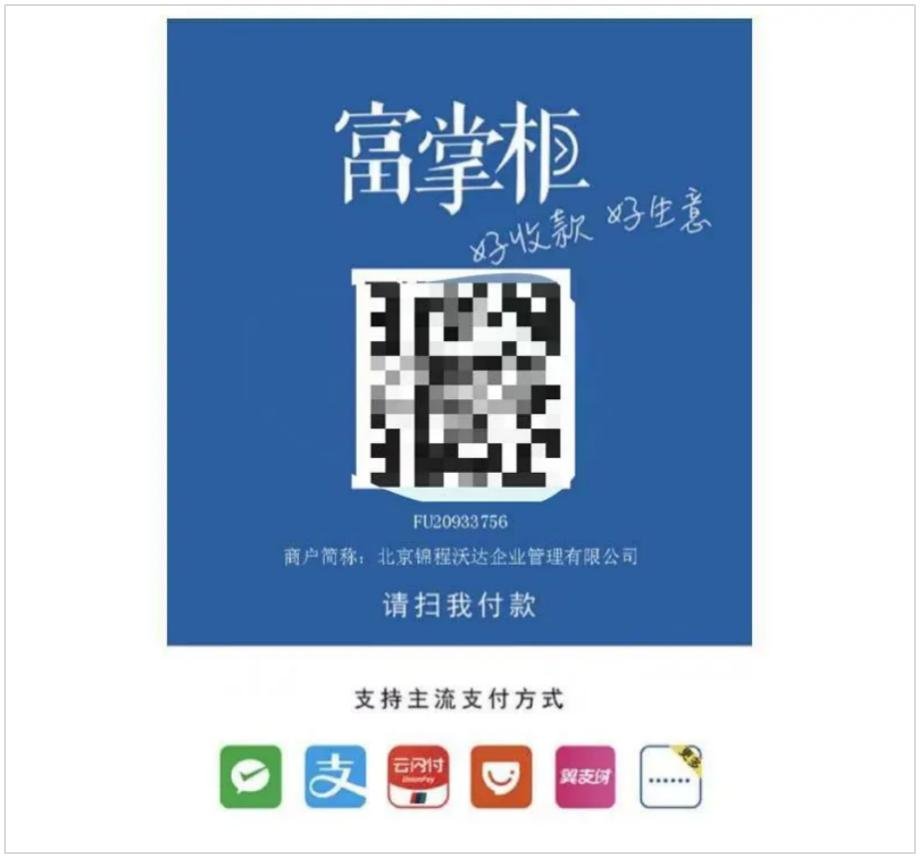 富掌柜
好收款 好生意
FU20933756
商户简称：北京锦程沃达企业管理有限公司
请扫我付款
支持主流支付方式
云闪付
UnionPay
翼支付
更多